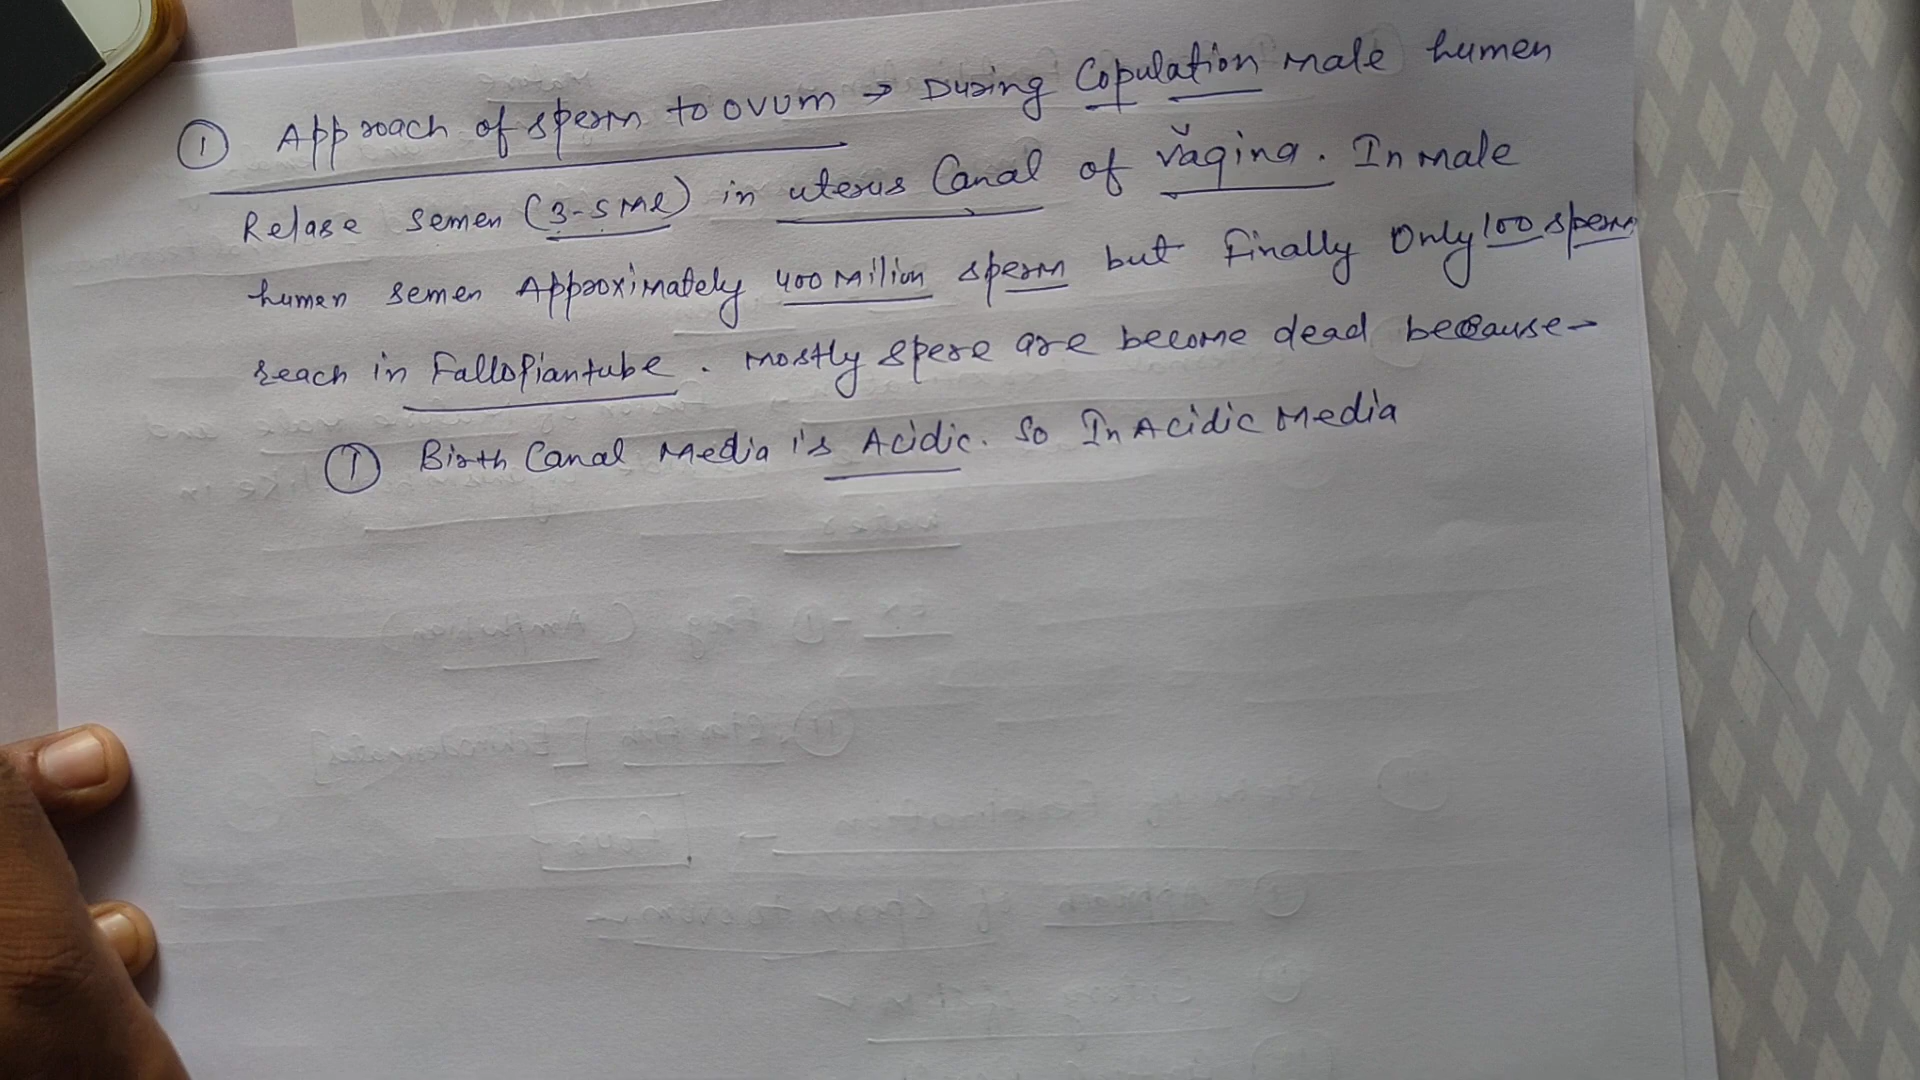 ① Approach of sperm to ovum → During Copulation male humen
Relase semen (3-5 ml) in uterus Canal of vagina. In male
humen semen Approximately 400 milion sperm but finally Only 100 sperm
reach in Fallopiantube. mostly spere are become dead because→
① Birth Canal Media is Acidic. So In Acidic Media